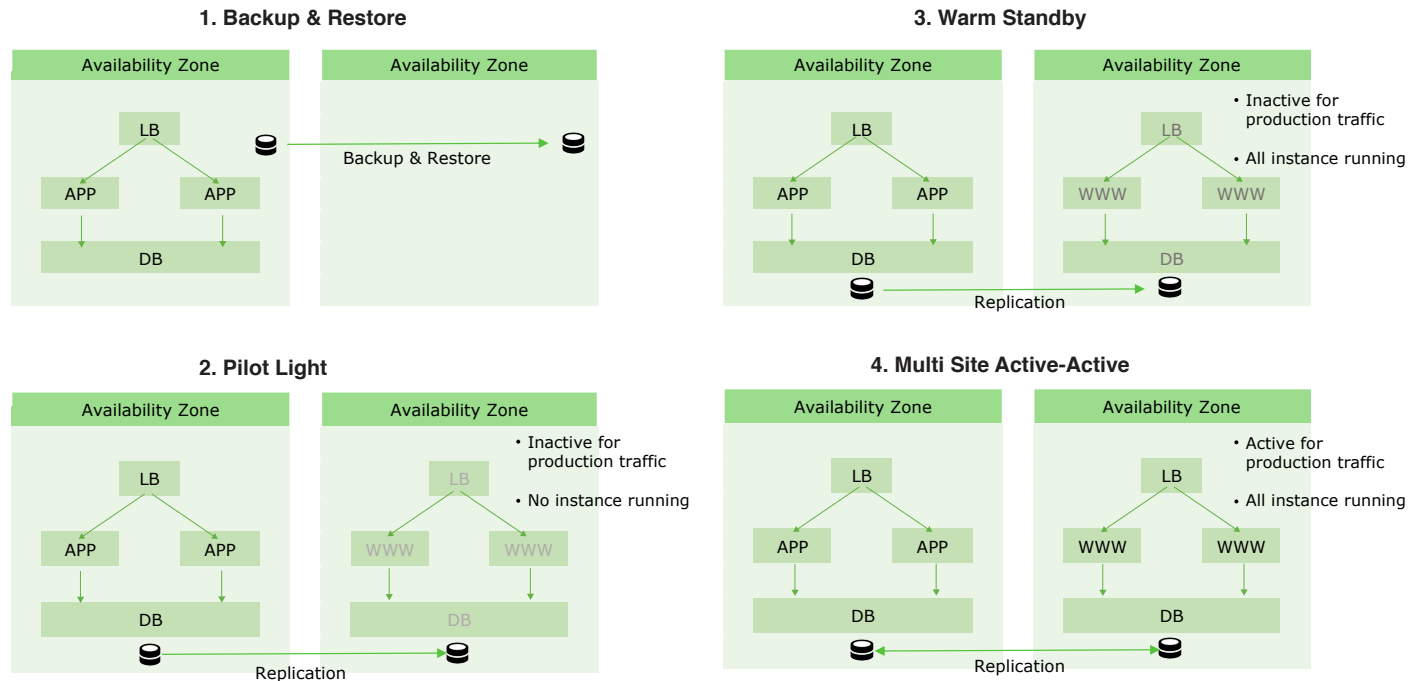 1. Backup & Restore
Availability Zone
Availability Zone
LB
APP
APP
DB
Backup & Restore
2. Pilot Light
Availability Zone
Availability Zone
LB
APP
APP
DB
LB
WWW
WWW
DB
• Inactive for
production traffic
• No instance running
Replication
3. Warm Standby
Availability Zone
Availability Zone
LB
APP
APP
DB
LB
WWW
WWW
DB
• Inactive for
production traffic
• All instance running
Replication
4. Multi Site Active-Active
Availability Zone
Availability Zone
LB
APP
APP
DB
LB
WWW
WWW
DB
• Active for
production traffic
• All instance running
Replication